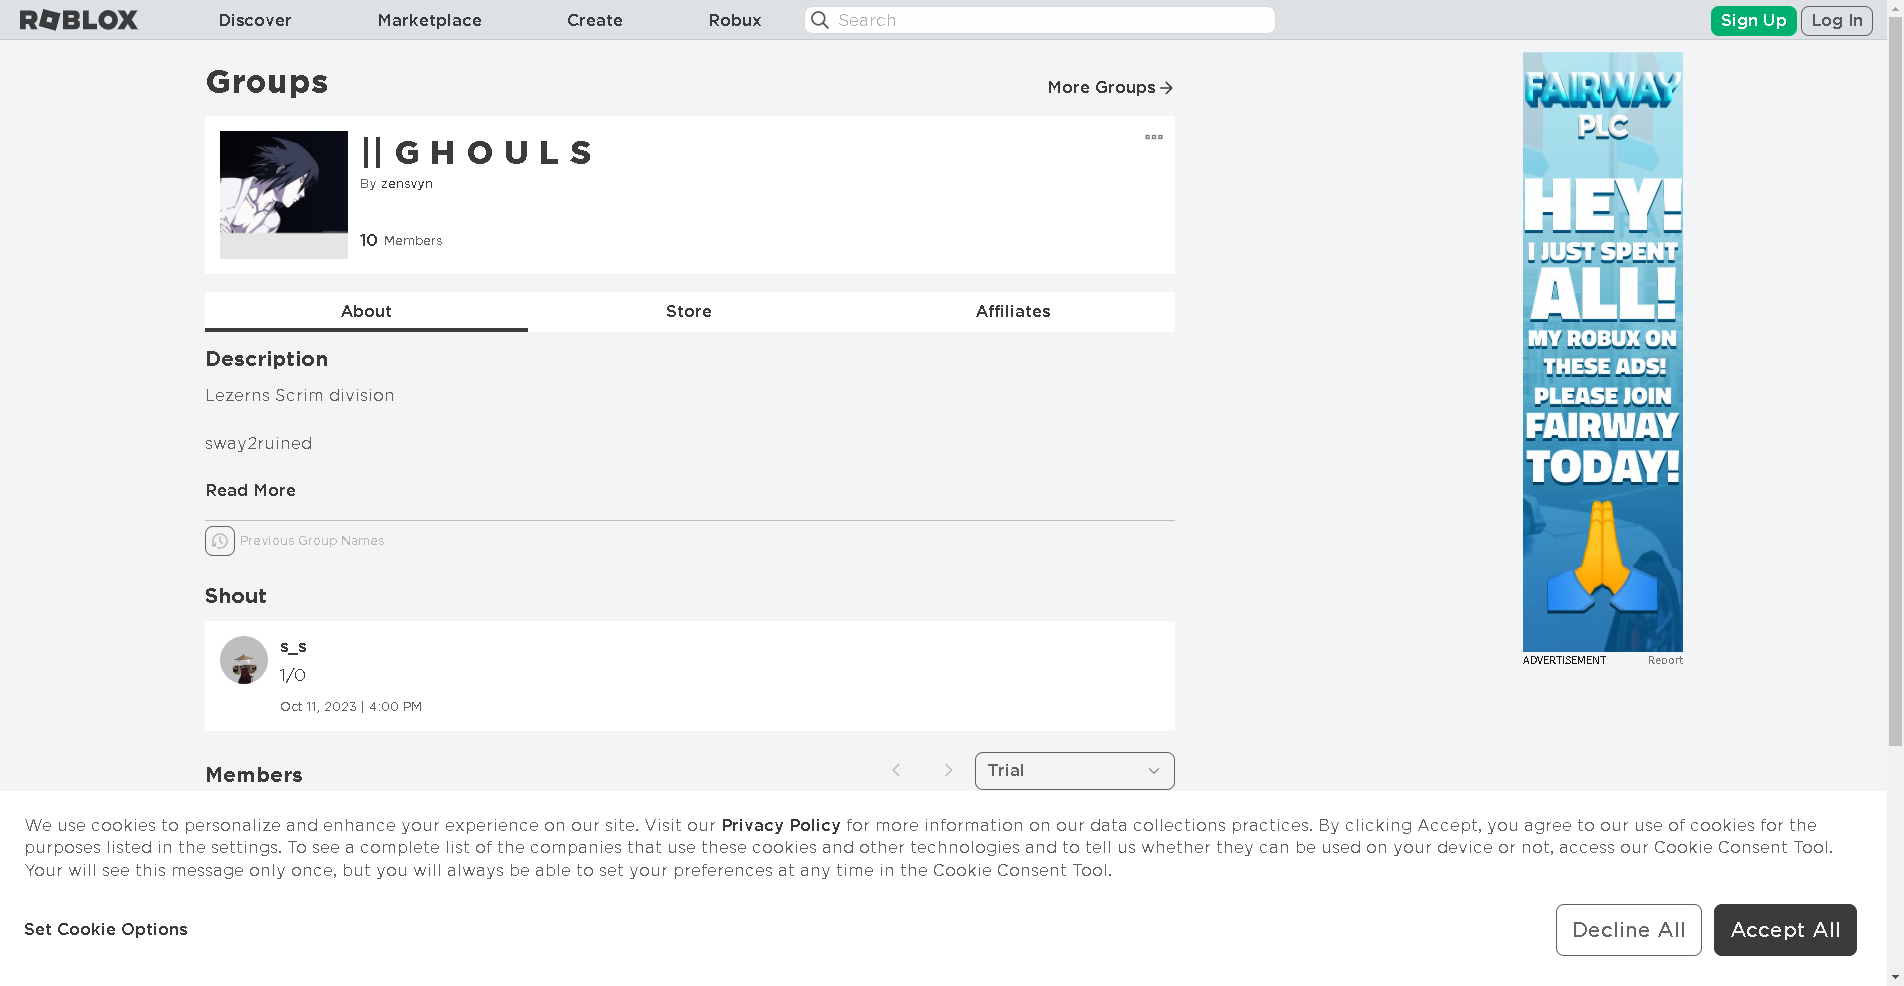 ROBLOX
Discover
Marketplace
Create
Robux
Search
Sign Up
Log In
Groups
More Groups
|| G H O U L S
By zensvyn
10 Members
About
Store
Affiliates
Description
Lezerns Scrim division
sway2ruined
Read More
Previous Group Names
Shout
s_s
1/0
Oct 11, 2023 | 4:00 PM
Members
Trial
FAIRWAY
PLC
HEY!
I JUST SPENT
ALL!
MY ROBUX ON
THESE ADS!
PLEASE JOIN
FAIRWAY
TODAY!
ADVERTISEMENT
Report
We use cookies to personalize and enhance your experience on our site. Visit our Privacy Policy for more information on our data collections practices. By clicking Accept, you agree to our use of cookies for the
purposes listed in the settings. To see a complete list of the companies that use these cookies and other technologies and to tell us whether they can be used on your device or not, access our Cookie Consent Tool.
Your will see this message only once, but you will always be able to set your preferences at any time in the Cookie Consent Tool.
Set Cookie Options
Decline All
Accept All